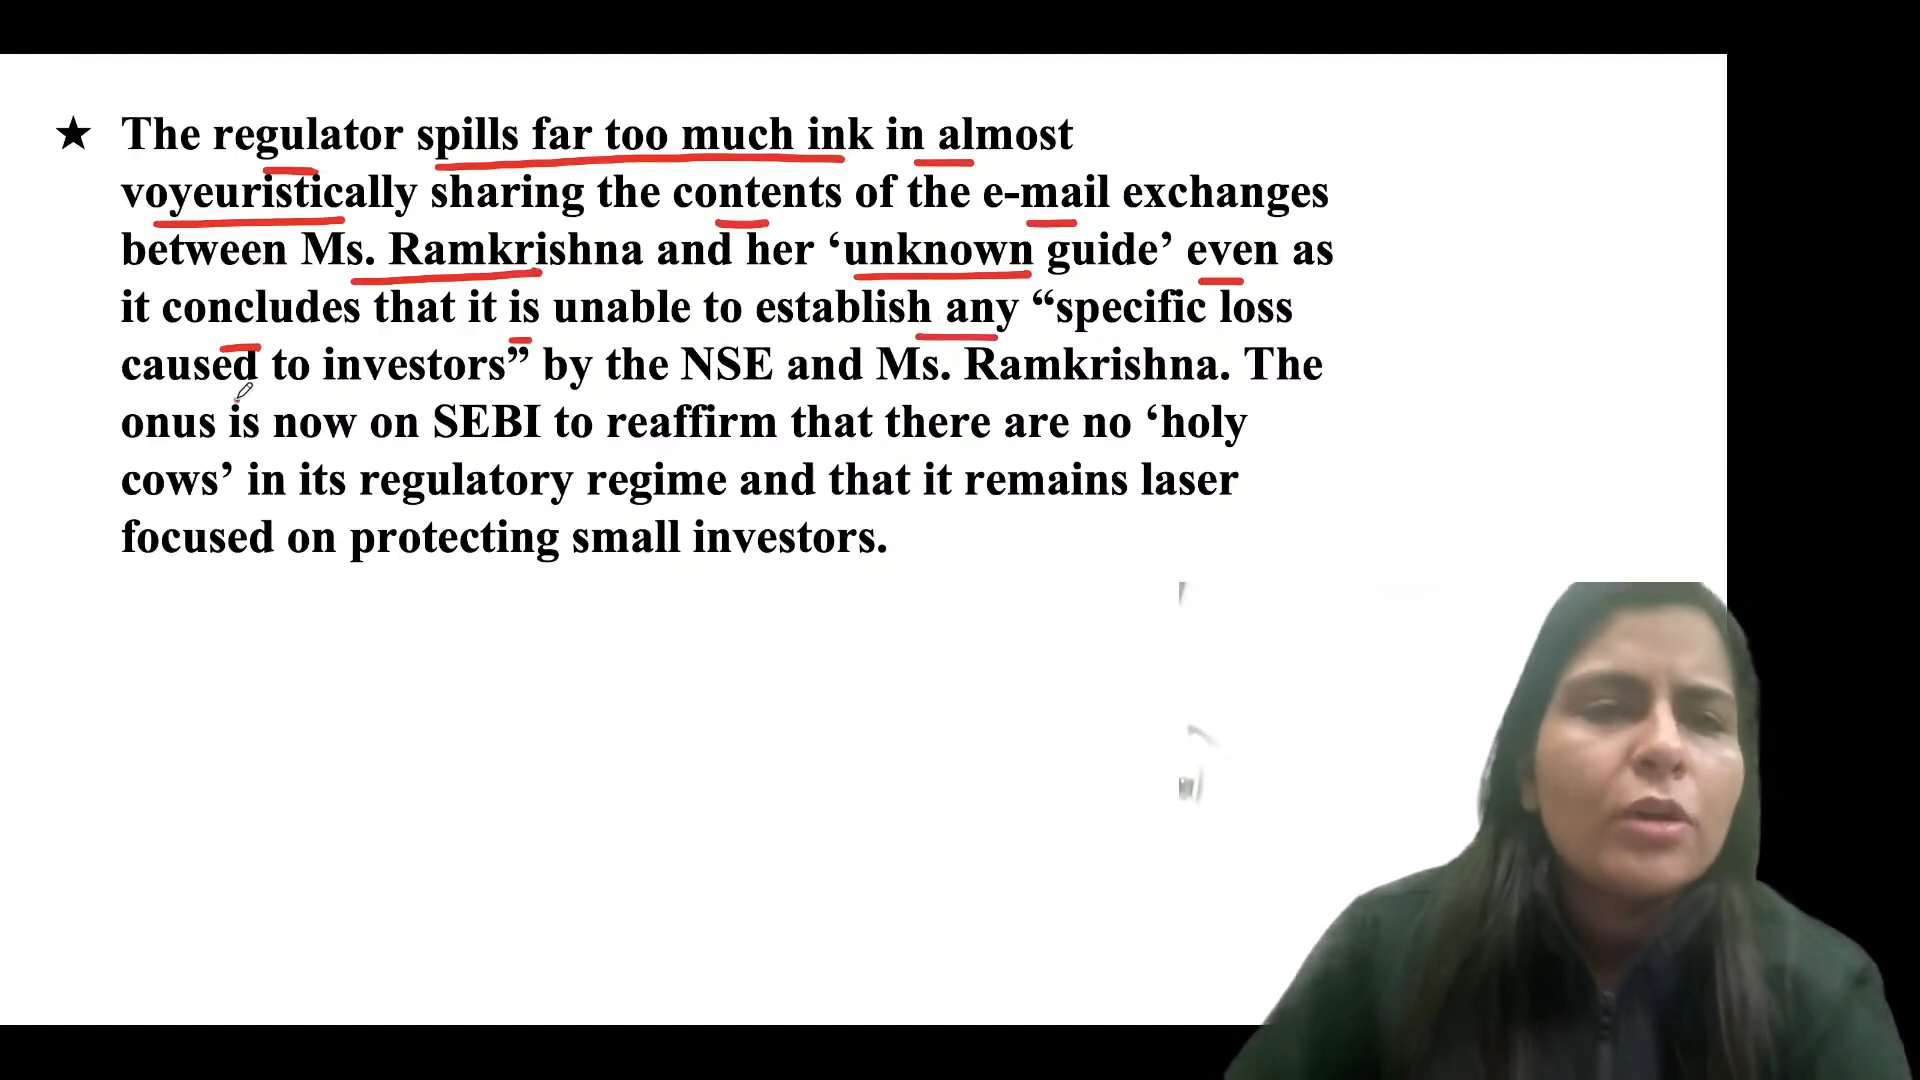 ★ The regulator spills far too much ink in almost
voyeuristically sharing the contents of the e-mail exchanges
between Ms. Ramkrishna and her ‘unknown guide’ even as
it concludes that it is unable to establish any “specific loss
caused to investors” by the NSE and Ms. Ramkrishna. The
onus is now on SEBI to reaffirm that there are no ‘holy
cows’ in its regulatory regime and that it remains laser
focused on protecting small investors.